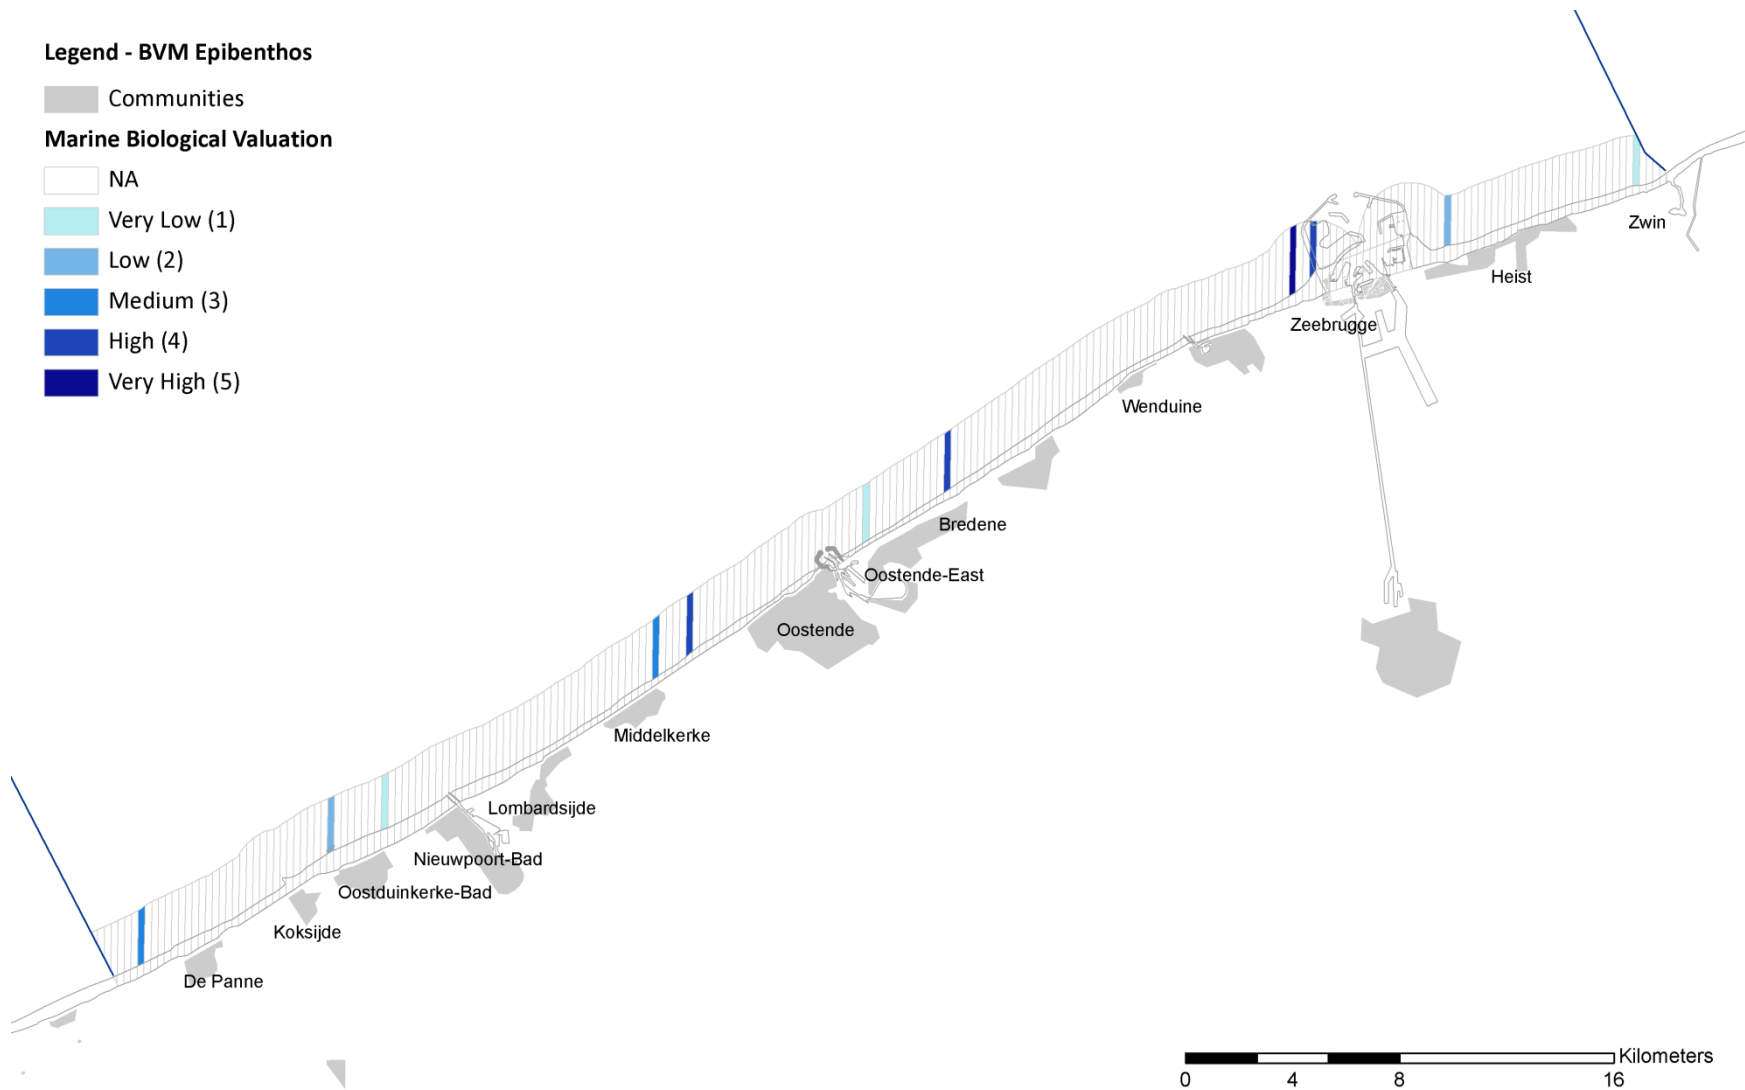 Legend - BVM Epibenthos
Communities
Marine Biological Valuation
NA
Very Low (1)
Low (2)
Medium (3)
High (4)
Very High (5)
Zwin
Heist
Zeebrugge
Wenduine
Bredene
Oostende-East
Oostende
Middelkerke
Lombardsijde
Nieuwpoort-Bad
Oostduinkerke-Bad
Koksijde
De Panne
Kilometers
0 4 8 16